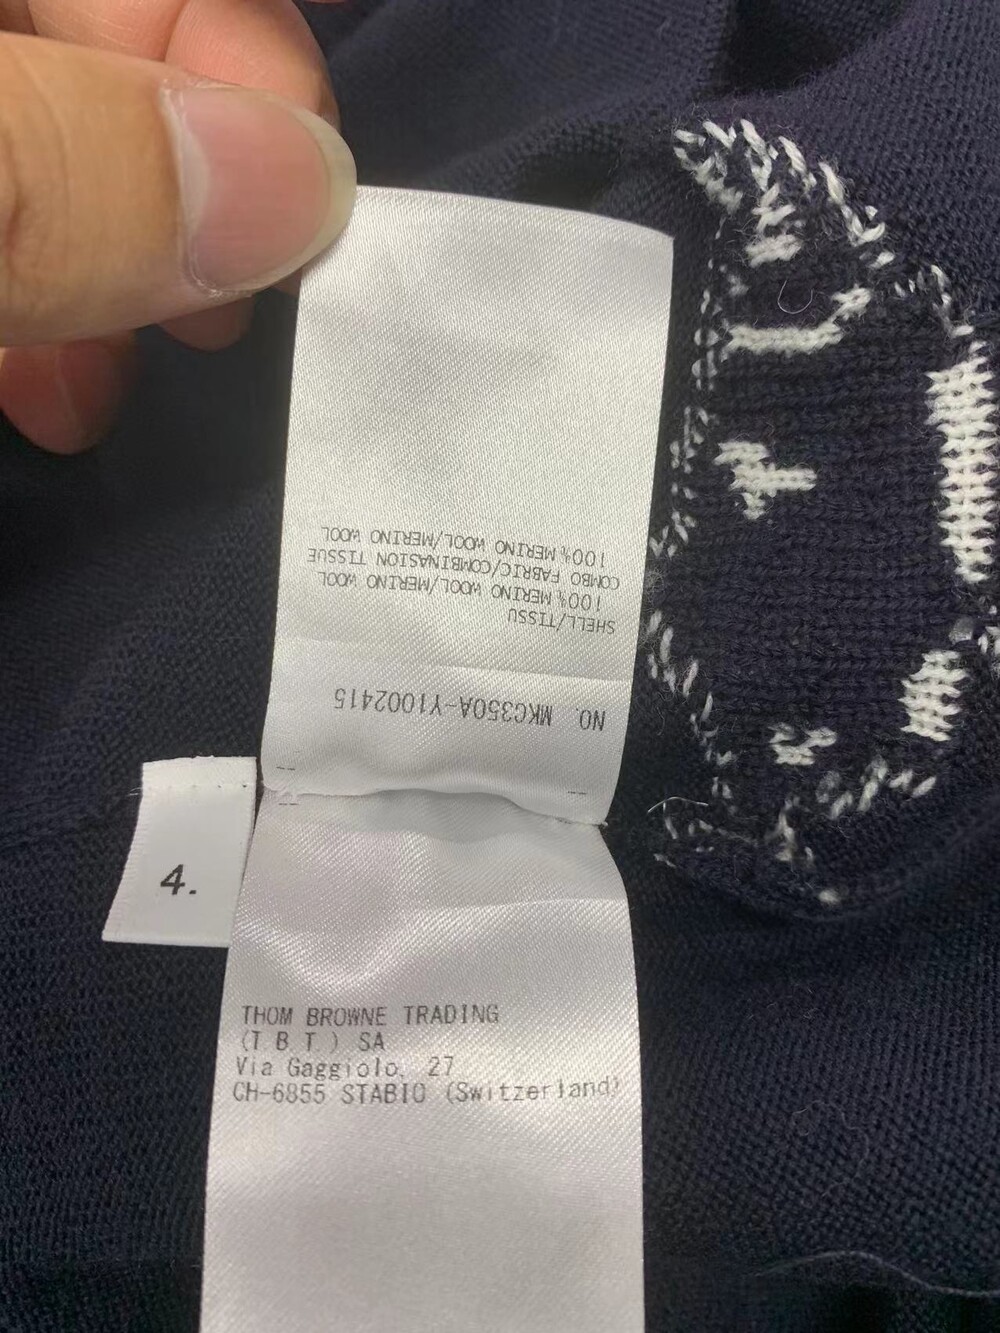 NO. MKC350A-Y1002415
SHELL/TISSU
100% MERINO WOOL/MERINO WOOL
COMBO FABRIC/COMBINASION TISSUE
100% MERINO WOOL/MERINO WOOL
4.
THOM BROWNE TRADING
(T B T ) SA
Via Gaggiolo, 27
CH-6855 STABIO (Switzerland)